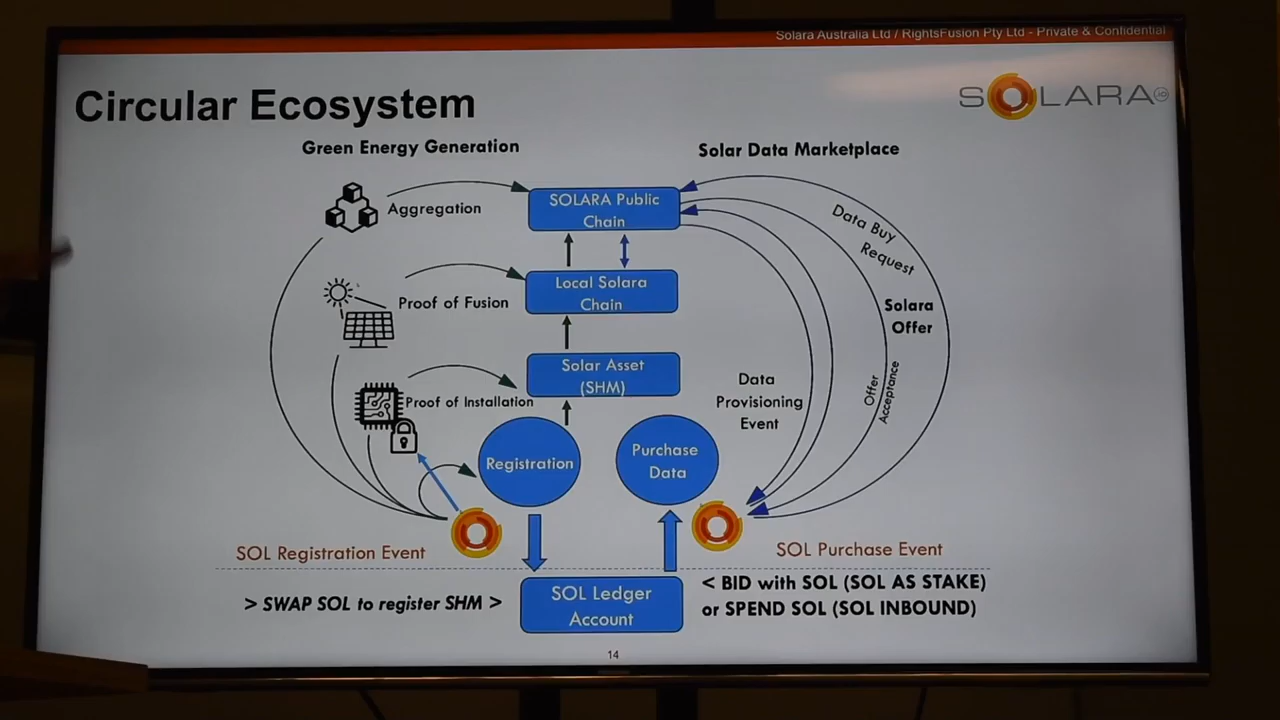 Solara Australia Ltd / RightsFusion Pty Ltd - Private & Confidential
Circular Ecosystem
SOLARA.io
Green Energy Generation
Solar Data Marketplace
Aggregation
SOLARA Public
Chain
Data Buy
Request
Proof of Fusion
Local Solara
Chain
Solara
Offer
Solar Asset
(SHM)
Proof of Installation
Data
Provisioning
Event
Offer
Acceptance
Registration
Purchase
Data
SOL Registration Event
SOL Purchase Event
> SWAP SOL to register SHM >
SOL Ledger
Account
< BID with SOL (SOL AS STAKE)
or SPEND SOL (SOL INBOUND)
14